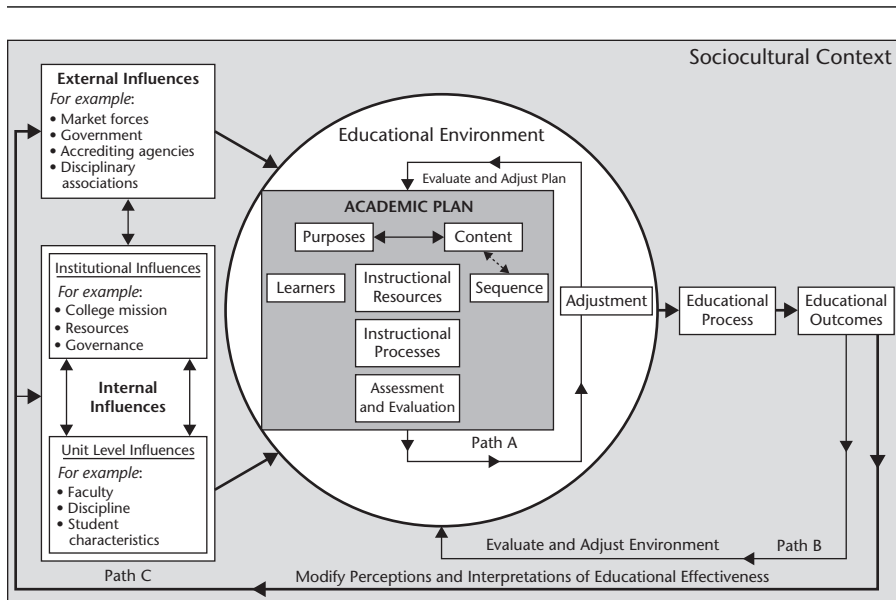 Sociocultural Context
External Influences
For example:
• Market forces
• Government
• Accrediting agencies
• Disciplinary
associations
Institutional Influences
For example:
• College mission
• Resources
• Governance
Internal
Influences
Unit Level Influences
For example:
• Faculty
• Discipline
• Student
characteristics
Educational Environment
Evaluate and Adjust Plan
ACADEMIC PLAN
Purposes
Content
Learners
Instructional
Resources
Sequence
Instructional
Processes
Assessment
and Evaluation
Path A
Adjustment
Educational
Process
Educational
Outcomes
Evaluate and Adjust Environment
Path B
Path C
Modify Perceptions and Interpretations of Educational Effectiveness